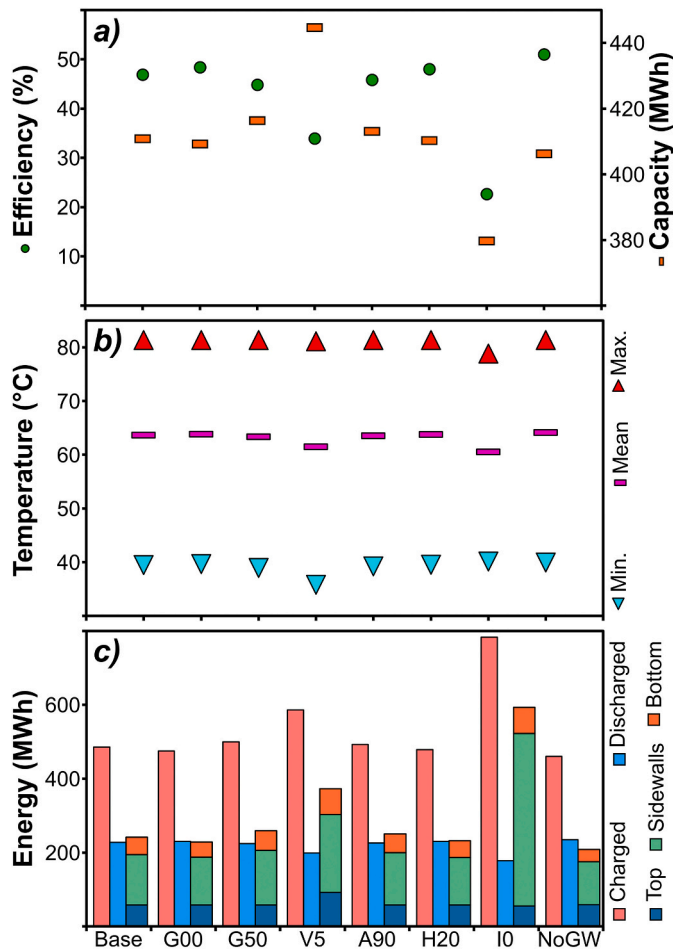 a)
Efficiency (%)
50
40
30
20
10
440
420
400
380
Capacity (MWh)
b)
Temperature (°C)
80
70
60
50
40
Max.
Mean
Min.
c)
Energy (MWh)
600
400
200
Discharged
Bottom
Charged
Sidewalls
Top
Base G00 G50 V5 A90 H20 I0 NoGW